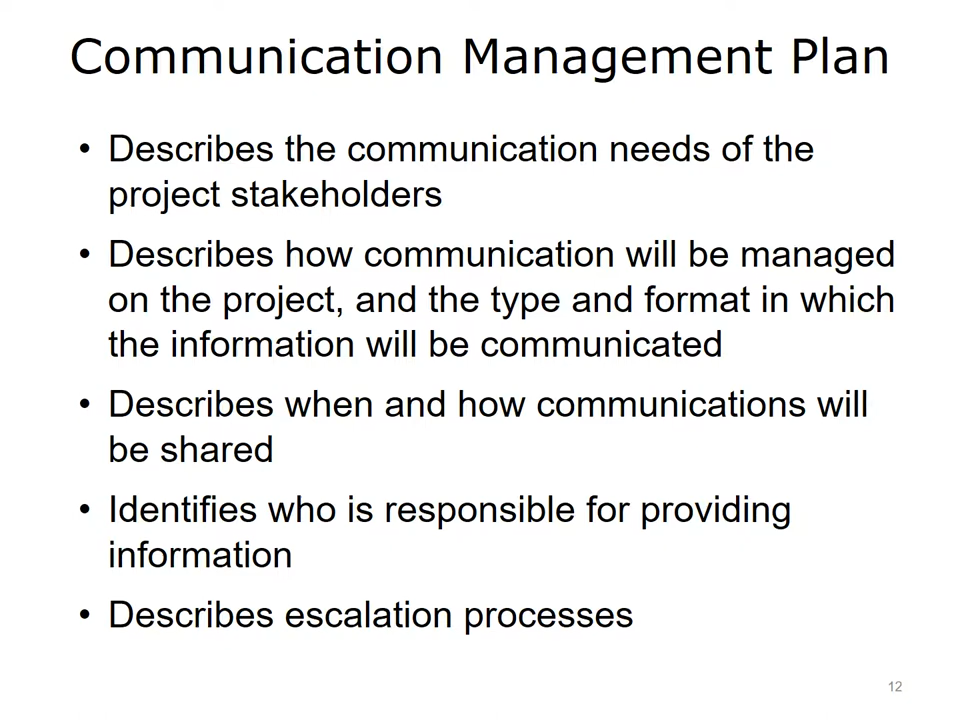 Communication Management Plan
• Describes the communication needs of the
project stakeholders
• Describes how communication will be managed
on the project, and the type and format in which
the information will be communicated
• Describes when and how communications will
be shared
• Identifies who is responsible for providing
information
• Describes escalation processes
12